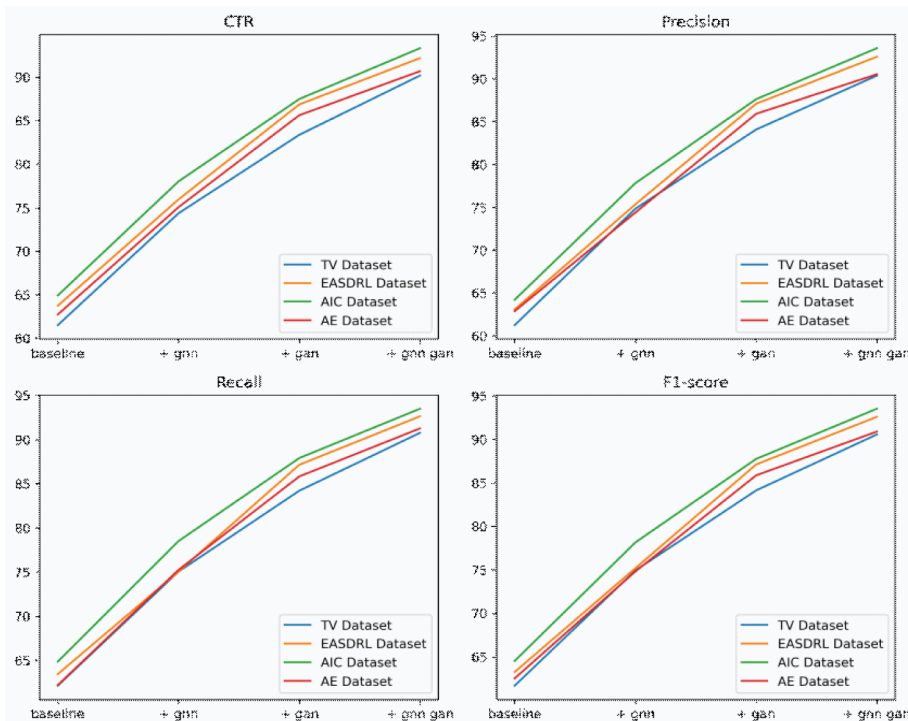 CTR
90
85
80
75
70
65
60
TV Dataset
EASDRL Dataset
AIC Dataset
AE Dataset
baseline + gnn + gan + gnn gan
Precision
95
90
85
80
75
70
65
60
TV Dataset
EASDRL Dataset
AIC Dataset
AE Dataset
baseline + gnn + gan + gnn gan
Recall
95
90
85
80
75
70
65
TV Dataset
EASDRL Dataset
AIC Dataset
AE Dataset
baseline + gnn + gan + gnn gan
F1-score
95
90
85
80
75
70
65
TV Dataset
EASDRL Dataset
AIC Dataset
AE Dataset
baseline + gnn + gan + gnn gan